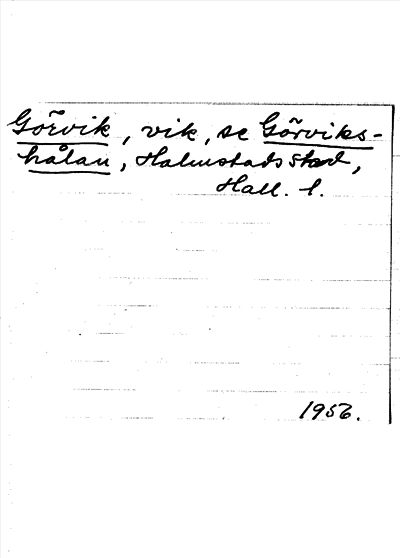 Görvik, vik, se Görviks-
hålan, Halmstads stad,
Hall. l.
1956.